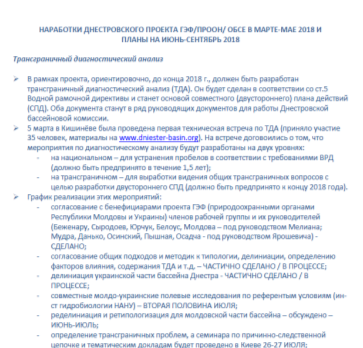 НАРАБОТКИ ДНЕСТРОВСКОГО ПРОЕКТА ГЭФ/ПРООН/ ОБСЕ В МАРТЕ-МАЕ 2018 И
ПЛАНЫ НА ИЮНЬ-СЕНТЯБРЬ 2018
Трансграничный диагностический анализ
➢ В рамках проекта, ориентировочно, до конца 2018 г., должен быть разработан
трансграничный диагностический анализ (ТДА). Он будет сделан в соответствии со ст.5
Водной рамочной директивы и станет основой совместного (двустороннего) плана действий
(СПД). Оба документа станут в ряд руководящих документов для работы Днестровской
бассейновой комиссии.
➢ 5 марта в Кишинёве была проведена первая техническая встреча по ТДА (приняло участие
35 человек, материалы на www.dniester-basin.org). На встрече договоились о том, что
мероприятия по диагностическому анализу будут разработаны на двух уровнях:
- на национальном – для устранения пробелов в соответствии с требованиями ВРД
(должно быть предпринято в течение 1,5 лет);
- на трансграничном – для выработки видения общих трансграничных вопросов с
целью разработки двустороннего СПД (должно быть предпринято к концу 2018 года).
➢ График реализации этих мероприятий:
- согласование с бенефициарами проекта ГЭФ (природоохранными органами
Республики Молдовы и Украины) членов рабочей группы и их руководителей
(Беженару, Сыродоев, Юрчук, Белоус, Молдова – под руководством Мелиана;
Мудра, Данько, Осинский, Пышная, Осадча - под руководством Ярошевича) -
СДЕЛАНО;
- согласование общих подходов и методик к типологии, делинации, определению
факторов влияния, содержания ТДА и т.д. – ЧАСТИЧНО СДЕЛАНО / В ПРОЦЕССЕ;
- делинация украинской части бассейна Днестра - ЧАСТИЧНО СДЕЛАНО / В
ПРОЦЕССЕ;
- совместные молдо-украинские полевые исследования по референтым условиям (ин-
ст гидробиологии НАНУ) – ВТОРАЯ ПОЛОВИНА ИЮЛЯ;
- ределинация и ретипологизация для молдовской части бассейна – обсуждено –
ИЮНЬ-ИЮЛЬ;
- определение трансграничных проблем, а семинара по причинно-следственной
цепочке и тематическим докладам будет проведено в Киеве 26-27 ИЮЛЯ;